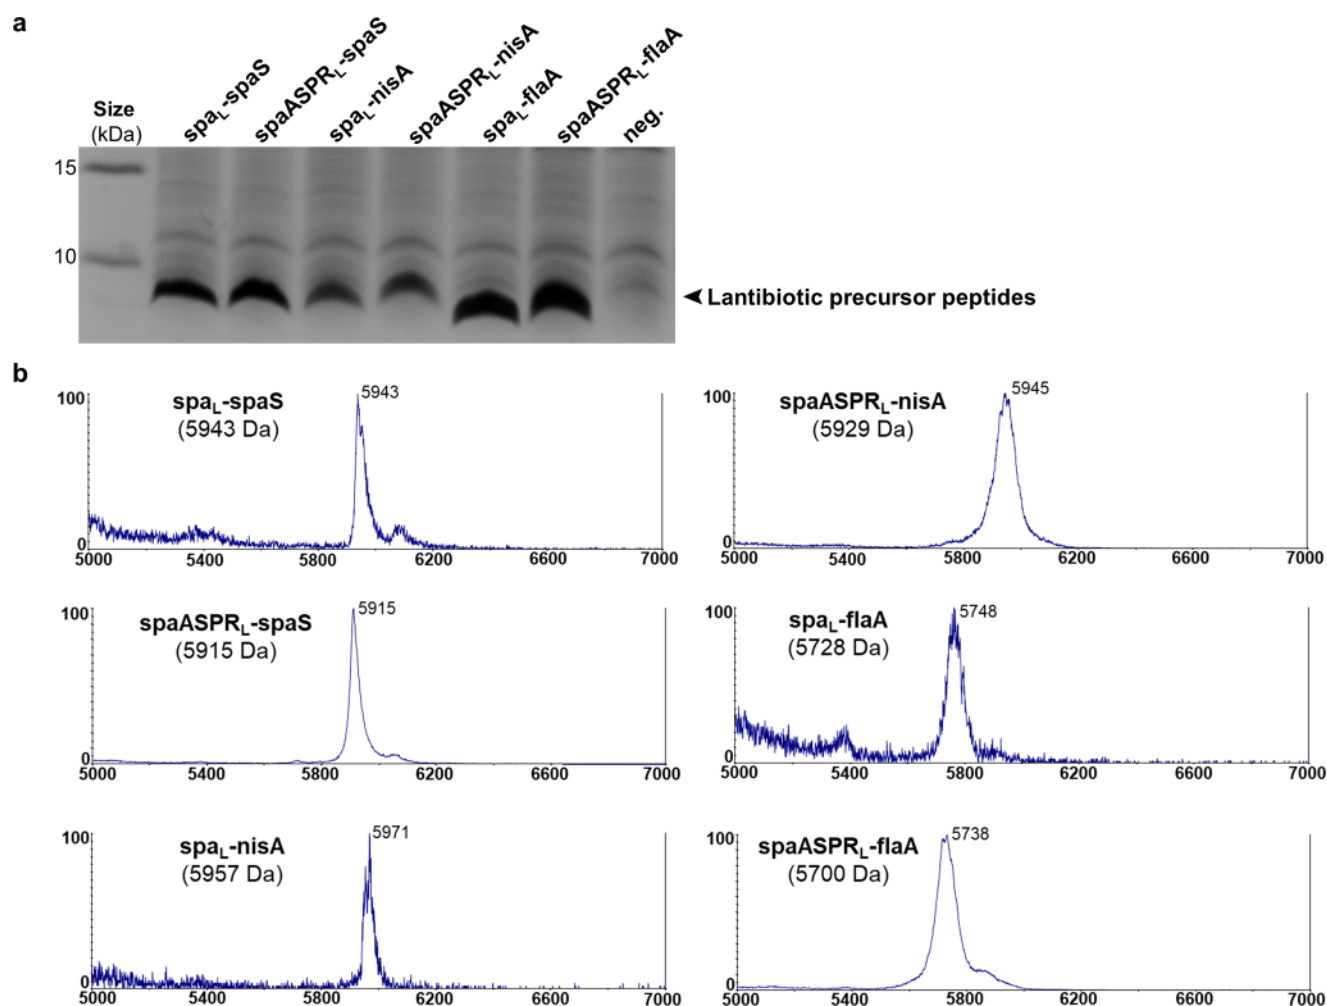 a
Size
(kDa)
spaL-spaS
spaASPRL-spaS
spaL-nisA
spaASPRL-nisA
spaL-flaA
spaASPRL-flaA
neg.
15
10
Lantibiotic precursor peptides
b
100
spaL-spaS
(5943 Da)
5943
0
5000 5400 5800 6200 6600 7000
100
spaASPRL-nisA
(5929 Da)
5945
0
5000 5400 5800 6200 6600 7000
100
spaASPRL-spaS
(5915 Da)
5915
0
5000 5400 5800 6200 6600 7000
100
spaL-flaA
(5728 Da)
5748
0
5000 5400 5800 6200 6600 7000
100
spaL-nisA
(5957 Da)
5971
0
5000 5400 5800 6200 6600 7000
100
spaASPRL-flaA
(5700 Da)
5738
0
5000 5400 5800 6200 6600 7000